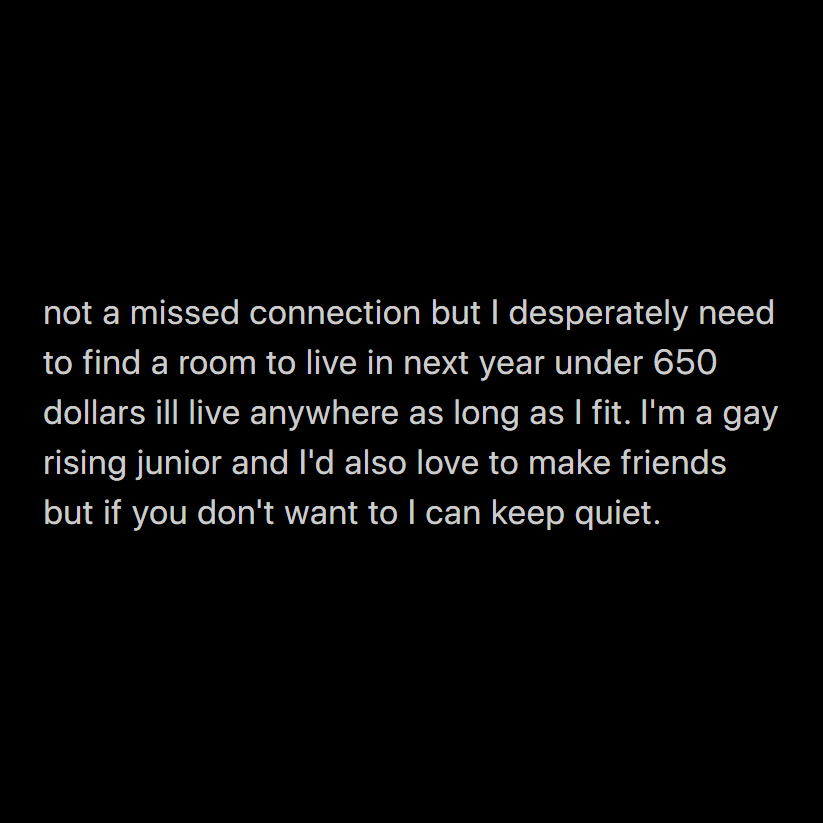 not a missed connection but I desperately need
to find a room to live in next year under 650
dollars ill live anywhere as long as I fit. I'm a gay
rising junior and I'd also love to make friends
but if you don't want to I can keep quiet.